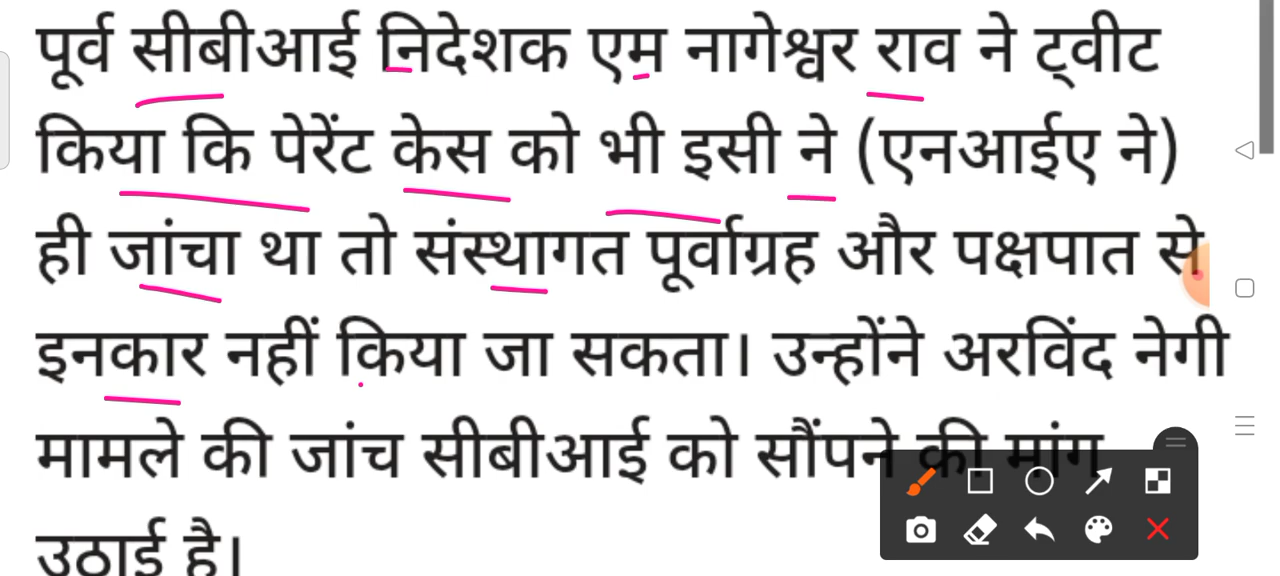 पूर्व सीबीआई निदेशक एम नागेश्वर राव ने ट्वीट
किया कि पेरेंट केस को भी इसी ने (एनआईए ने)
ही जांचा था तो संस्थागत पूर्वाग्रह और पक्षपात से
इनकार नहीं किया जा सकता। उन्होंने अरविंद नेगी
मामले की जांच सीबीआई को सौंपने की मांग
उठाई है।